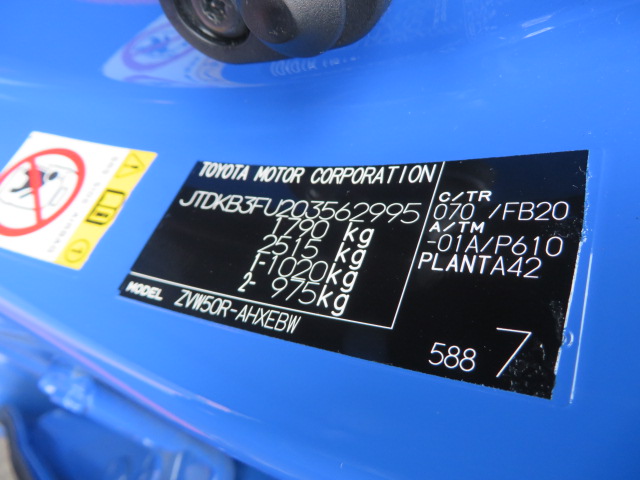 TOYOTA MOTOR CORPORATION
JTDKB3FU203562995
1790 kg
2515 kg
1-1020kg
2- 975kg
MODEL ZVW50R-AHXEBW
C/TR
070 /FB20
A/TM
-01A/P610
PLANTA42
588 7